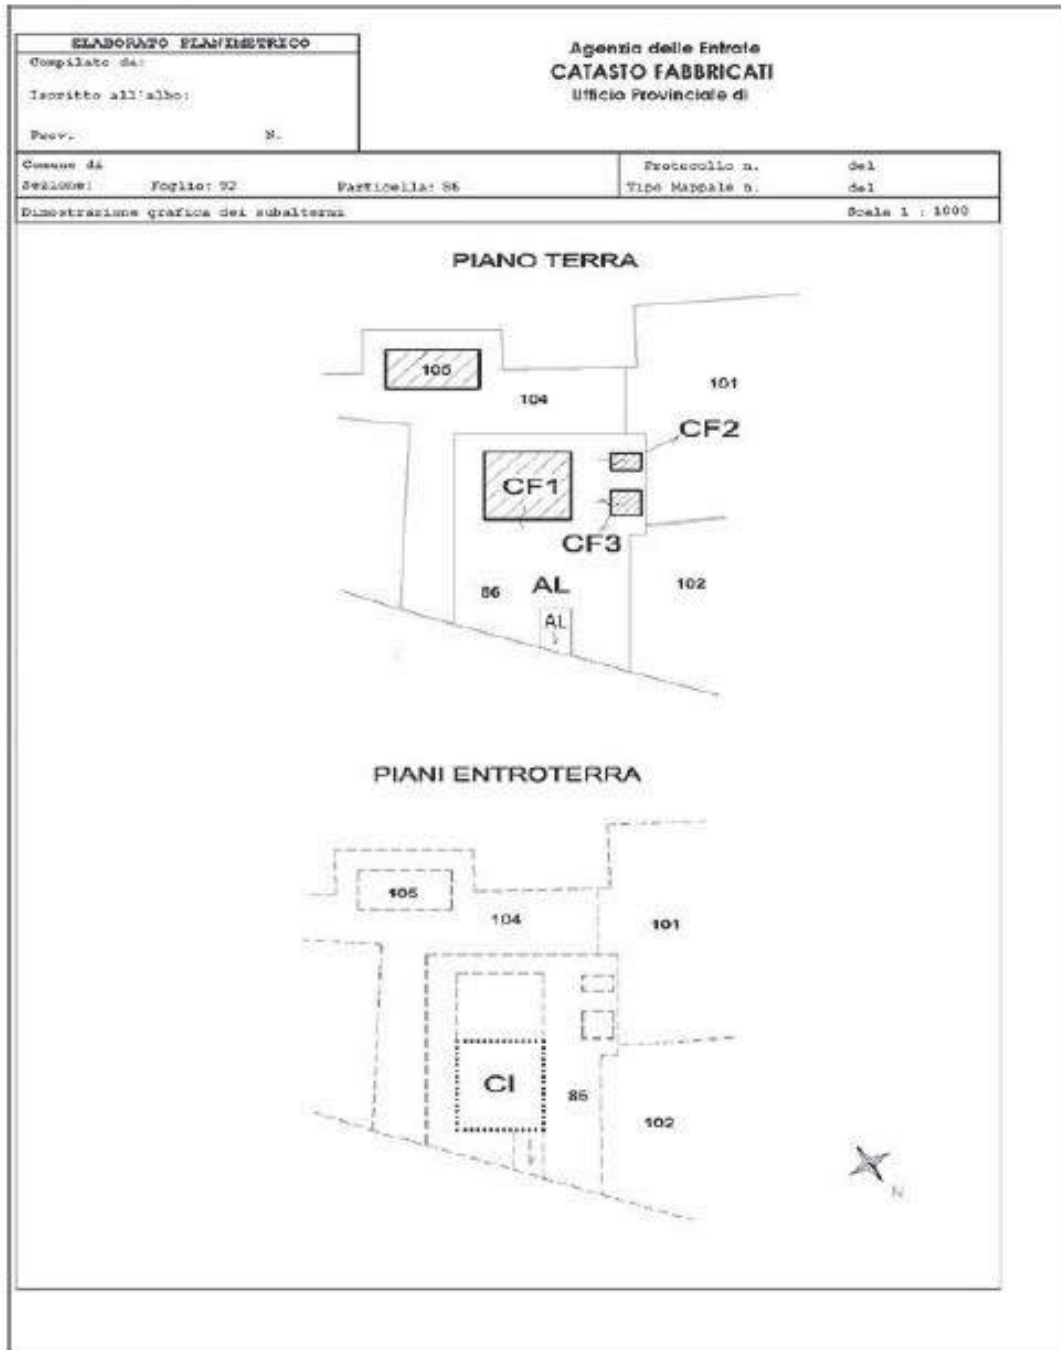 ELABORATO PLANIMETRICO
Compilato da:
Iscritto all'albo:
Prov. N.
Agenzia delle Entrate
CATASTO FABBRICATI
Ufficio Provinciale di
Comune di
Sezione: Foglio: 92 Particella: 86
Protocollo n. del
Tipo Mappale n. del
Dimostrazione grafica dei subalterni Scala 1 : 1000
PIANO TERRA
105
104
101
CF2
CF1
CF3
86 AL
102
AL
PIANI ENTROTERRA
105
104
101
CI
86
102
N